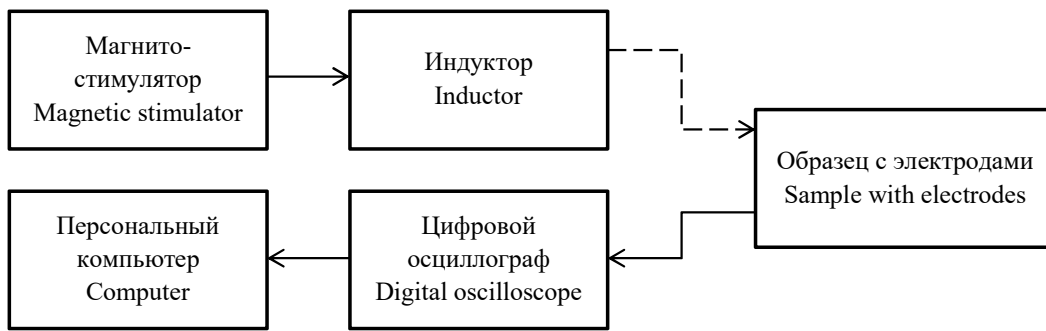 Магнито-
стимулятор
Magnetic stimulator
Индуктор
Inductor
Образец с электродами
Sample with electrodes
Персональный
компьютер
Computer
Цифровой
осциллограф
Digital oscilloscope